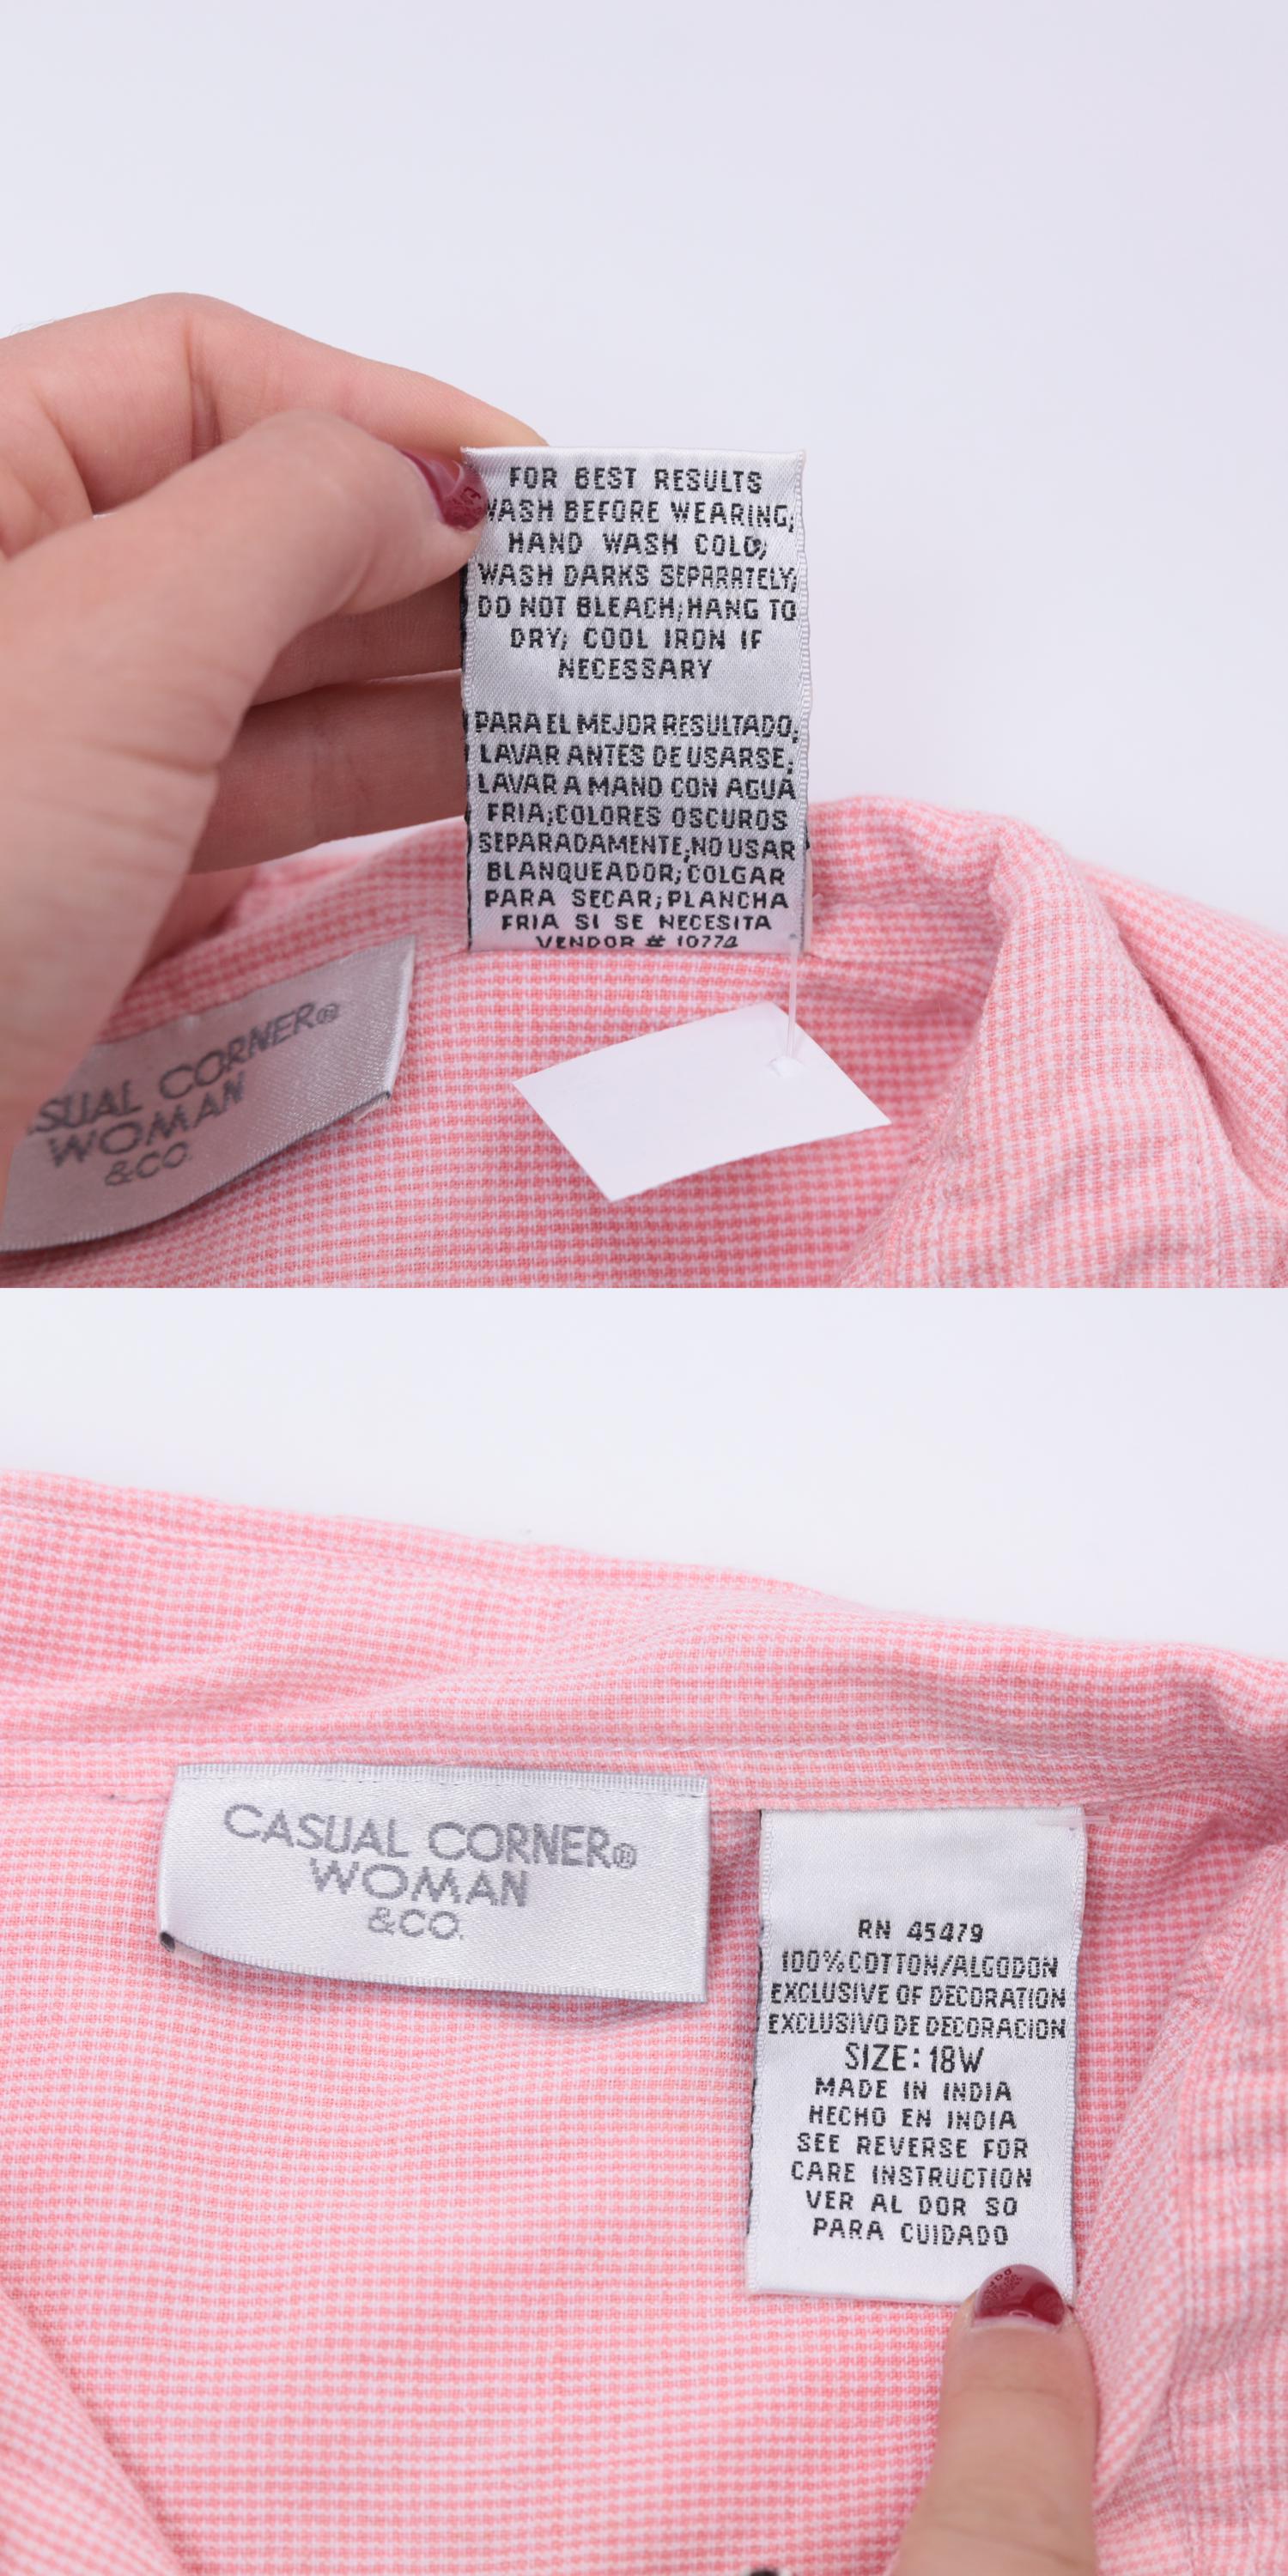 FOR BEST RESULTS
WASH BEFORE WEARING;
HAND WASH COLD;
WASH DARKS SEPARATELY;
DO NOT BLEACH;HANG TO
DRY; COOL IRON IF
NECESSARY
PARA EL MEJOR RESULTADO;
LAVAR ANTES DE USARSE;
LAVAR A MANO CON AGUA
FRIA;COLORES OSCUROS
SEPARADAMENTE;NO USAR
BLANQUEADOR;COLGAR
PARA SECAR;PLANCHA
FRIA SI SE NECESITA
VENDOR # 10774
SUAL CORNER®
WOMAN
&CO.
CASUAL CORNER®
WOMAN
&CO.
RN 45479
100%COTTON/ALGODON
EXCLUSIVE OF DECORATION
EXCLUSIVO DE DECORACION
SIZE:18W
MADE IN INDIA
HECHO EN INDIA
SEE REVERSE FOR
CARE INSTRUCTION
VER AL DOR SO
PARA CUIDADO